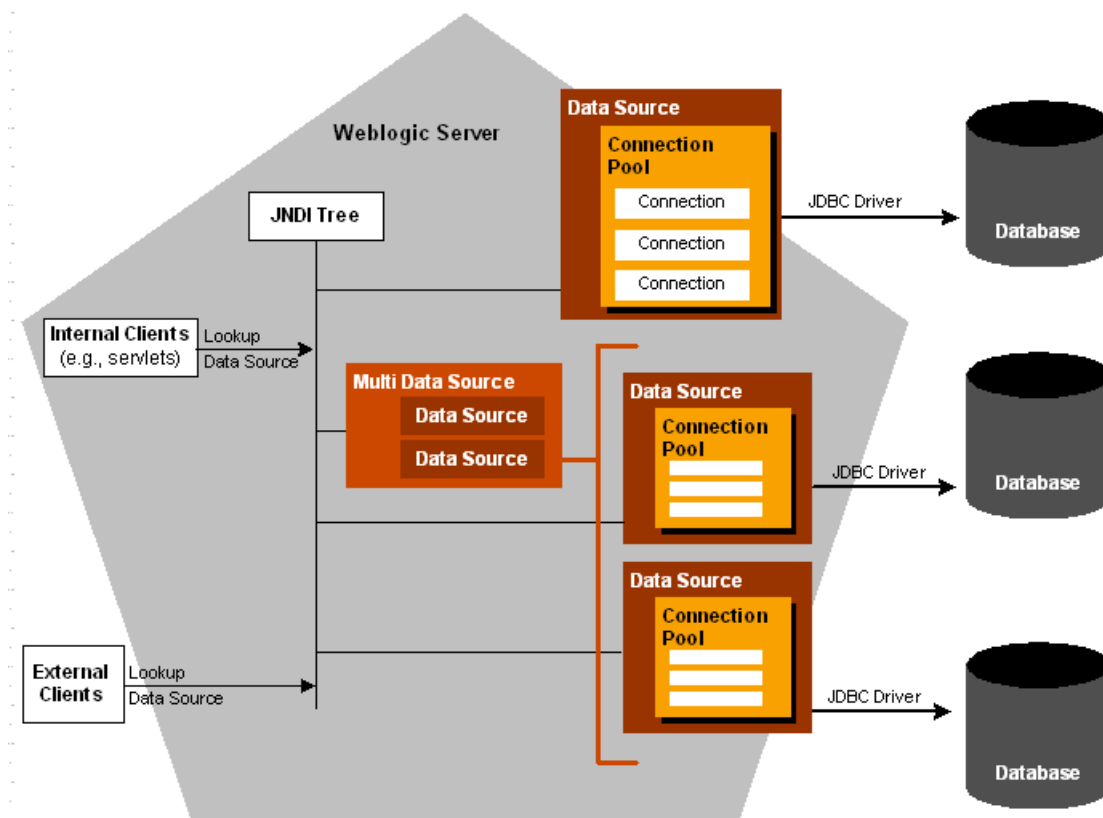 Weblogic Server
JNDI Tree
Data Source
Connection
Pool
Connection
Connection
Connection
JDBC Driver
Database
Internal Clients
(e.g., servlets)
Lookup
Data Source
Multi Data Source
Data Source
Data Source
Data Source
Connection
Pool
JDBC Driver
Database
Data Source
Connection
Pool
JDBC Driver
Database
External
Clients
Lookup
Data Source